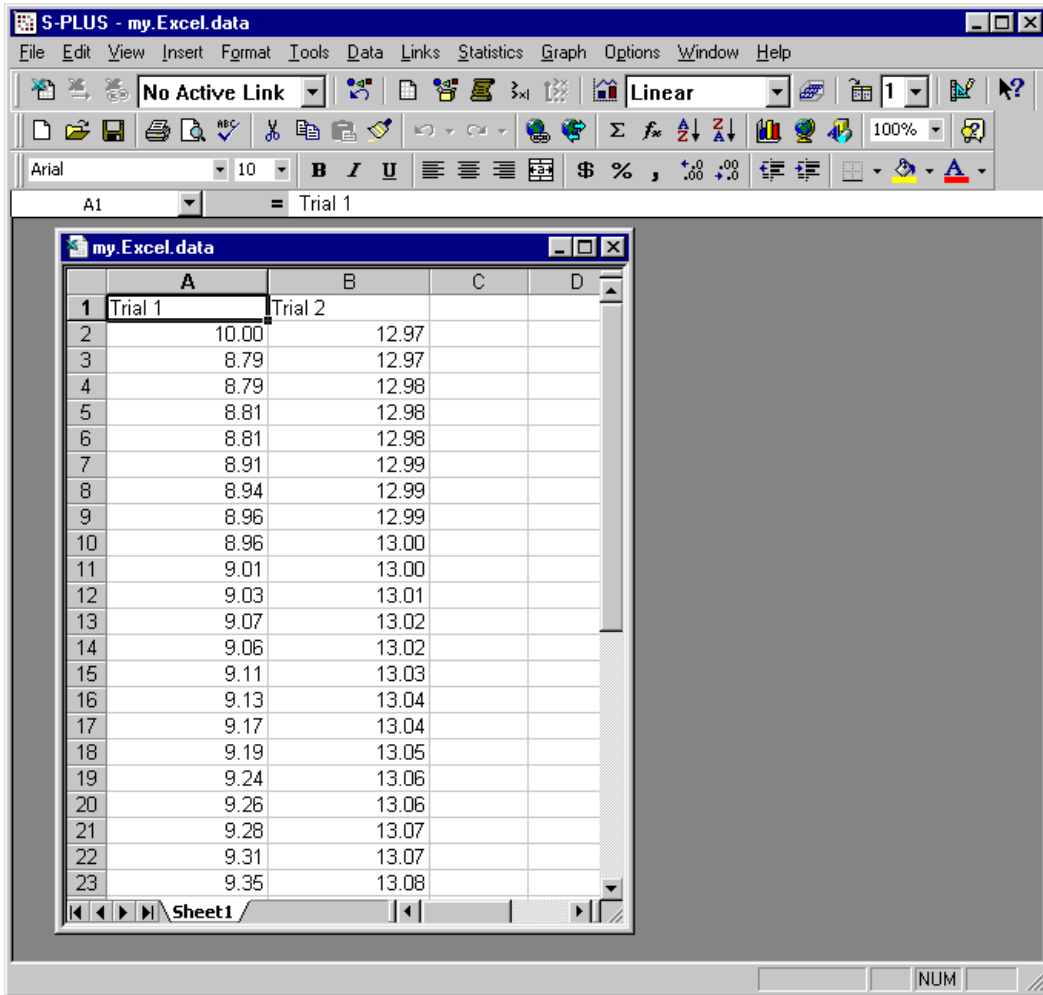 S-PLUS - my.Excel.data
File Edit View Insert Format Tools Data Links Statistics Graph Options Window Help
No Active Link Linear 1
ABC Σ f* A Z Z A 100%
Arial 10 B I U a $ % , +.0 .00 .00 +.0 A
A1 = Trial 1
my.Excel.data
A B C D
1 Trial 1 Trial 2
2 10.00 12.97
3 8.79 12.97
4 8.79 12.98
5 8.81 12.98
6 8.81 12.98
7 8.91 12.99
8 8.94 12.99
9 8.96 12.99
10 8.96 13.00
11 9.01 13.00
12 9.03 13.01
13 9.07 13.02
14 9.06 13.02
15 9.11 13.03
16 9.13 13.04
17 9.17 13.04
18 9.19 13.05
19 9.24 13.06
20 9.26 13.06
21 9.28 13.07
22 9.31 13.07
23 9.35 13.08
Sheet1
NUM